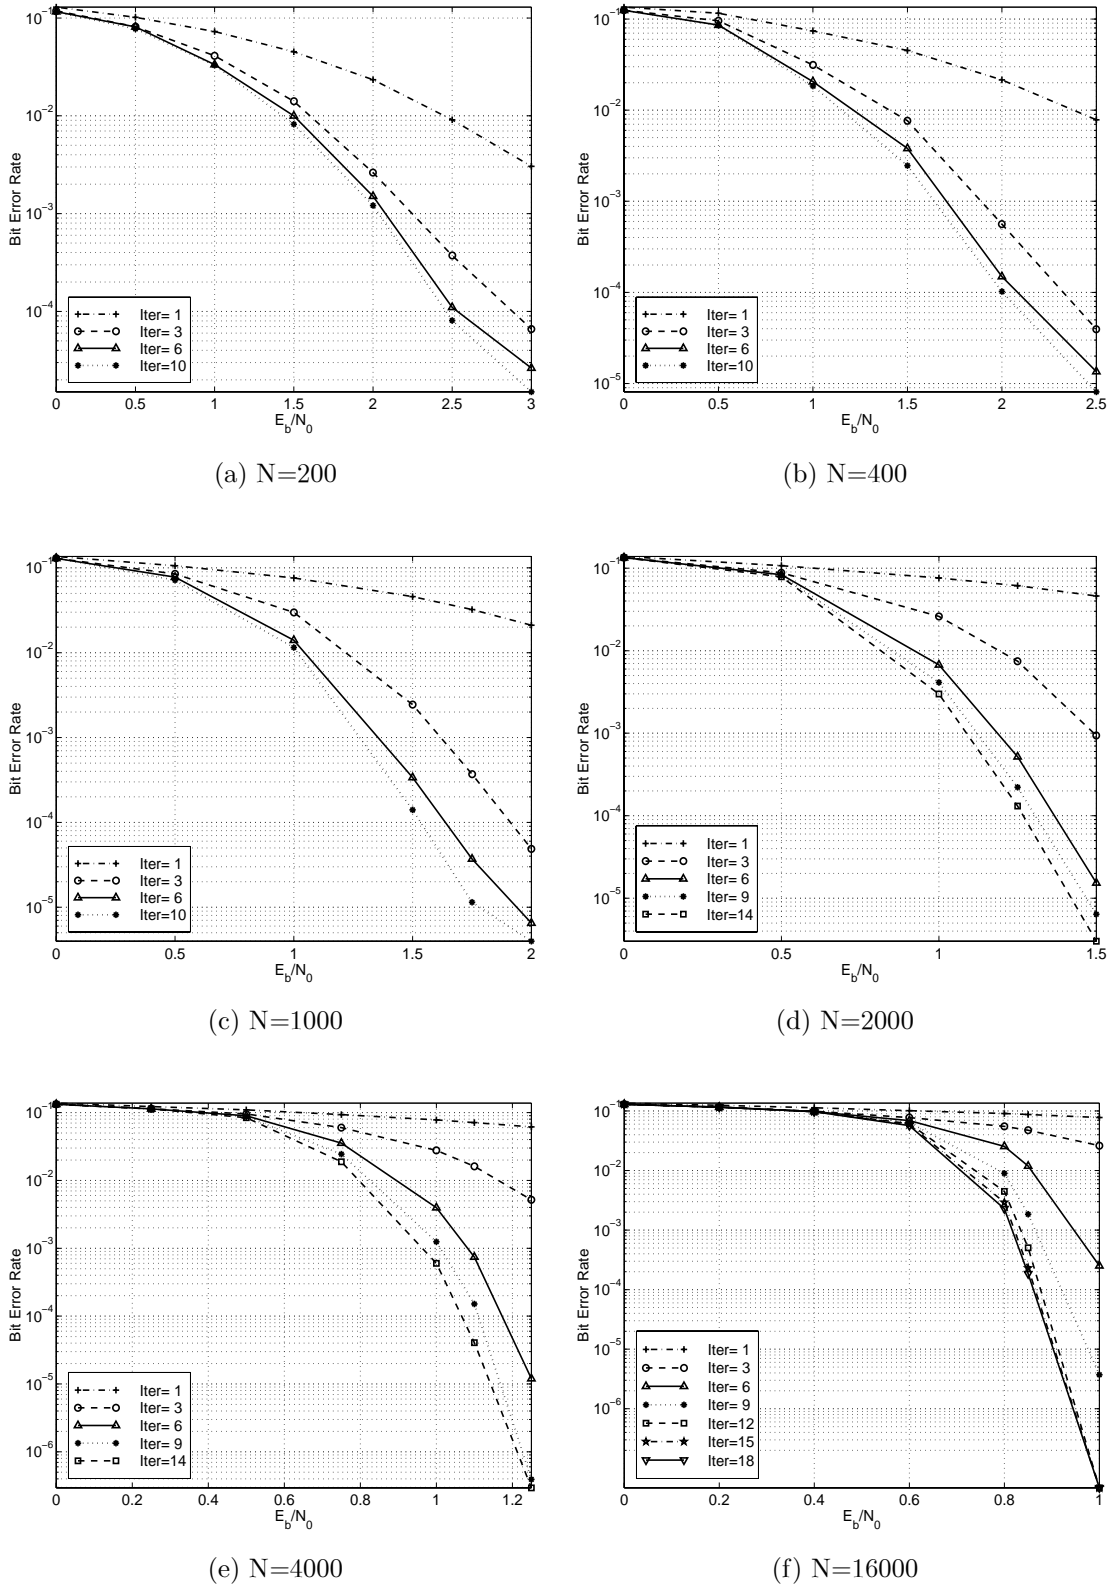 10^-1
10^-2
10^-3
10^-4
Bit Error Rate
Iter= 1
Iter= 3
Iter= 6
Iter=10
0 0.5 1 1.5 2 2.5 3
E_b/N_0
(a) N=200
10^-1
10^-2
10^-3
10^-4
10^-5
Bit Error Rate
Iter= 1
Iter= 3
Iter= 6
Iter=10
0 0.5 1 1.5 2 2.5
E_b/N_0
(b) N=400
10^-1
10^-2
10^-3
10^-4
10^-5
Bit Error Rate
Iter= 1
Iter= 3
Iter= 6
Iter=10
0 0.5 1 1.5 2
E_b/N_0
(c) N=1000
10^-1
10^-2
10^-3
10^-4
10^-5
Bit Error Rate
Iter= 1
Iter= 3
Iter= 6
Iter= 9
Iter=14
0 0.5 1 1.5
E_b/N_0
(d) N=2000
10^-1
10^-2
10^-3
10^-4
10^-5
10^-6
Bit Error Rate
Iter= 1
Iter= 3
Iter= 6
Iter= 9
Iter=14
0 0.2 0.4 0.6 0.8 1 1.2
E_b/N_0
(e) N=4000
10^-1
10^-2
10^-3
10^-4
10^-5
10^-6
Bit Error Rate
Iter= 1
Iter= 3
Iter= 6
Iter= 9
Iter=12
Iter=15
Iter=18
0 0.2 0.4 0.6 0.8 1
E_b/N_0
(f) N=16000